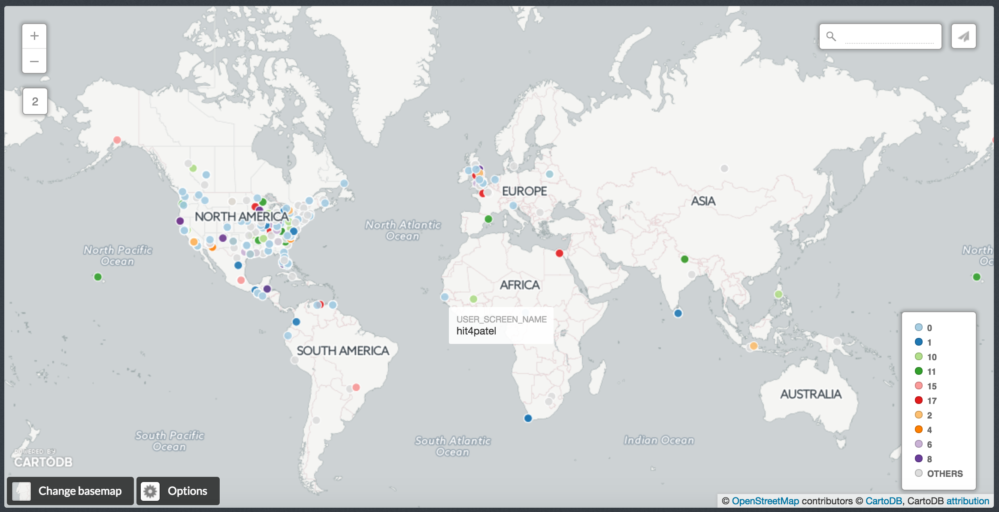 +
−
2
NORTH AMERICA
EUROPE
ASIA
North Atlantic
Ocean
North Pacific
Ocean
North
Oc
AFRICA
USER_SCREEN_NAME
hit4patel
SOUTH AMERICA
AUSTRALIA
South Pacific
Ocean
South Atlantic
Ocean
Indian Ocean
0
1
10
11
15
17
2
4
6
8
OTHERS
POWERED BY
CARTODB
Change basemap
Options
© OpenStreetMap contributors © CartoDB, CartoDB attribution